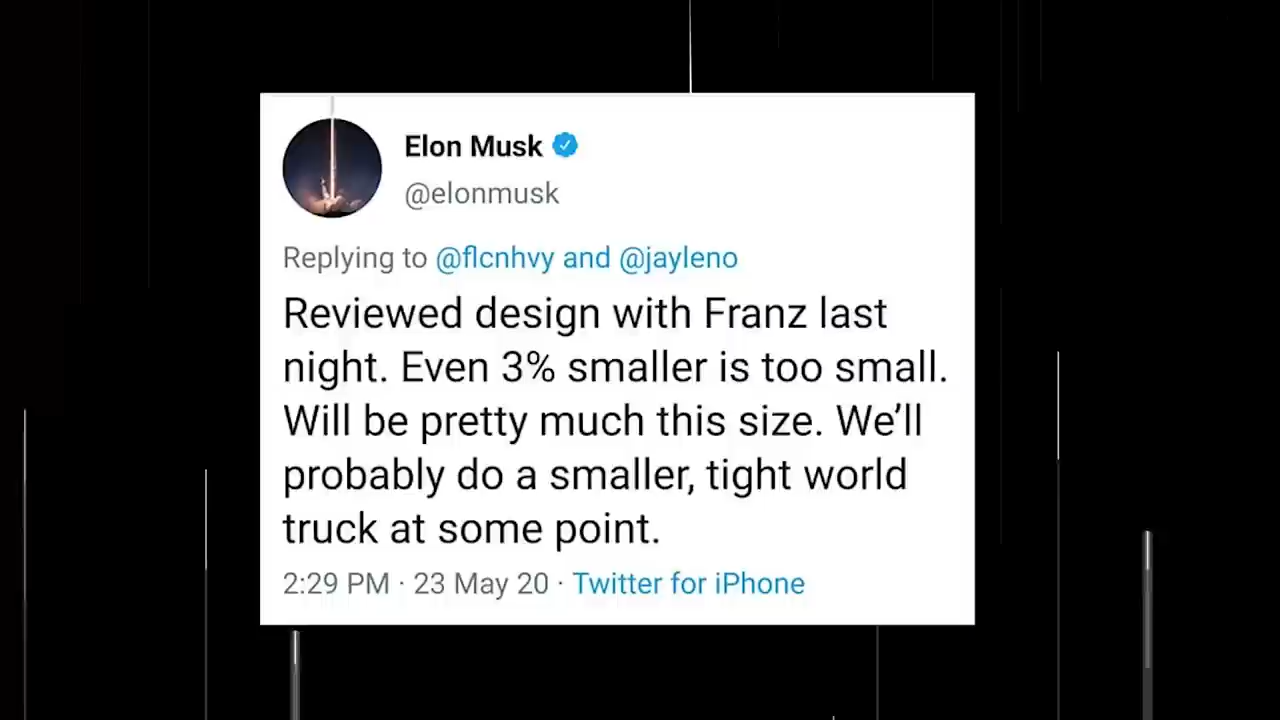 Elon Musk
@elonmusk
Replying to @flcnhvy and @jayleno
Reviewed design with Franz last
night. Even 3% smaller is too small.
Will be pretty much this size. We’ll
probably do a smaller, tight world
truck at some point.
2:29 PM · 23 May 20 · Twitter for iPhone